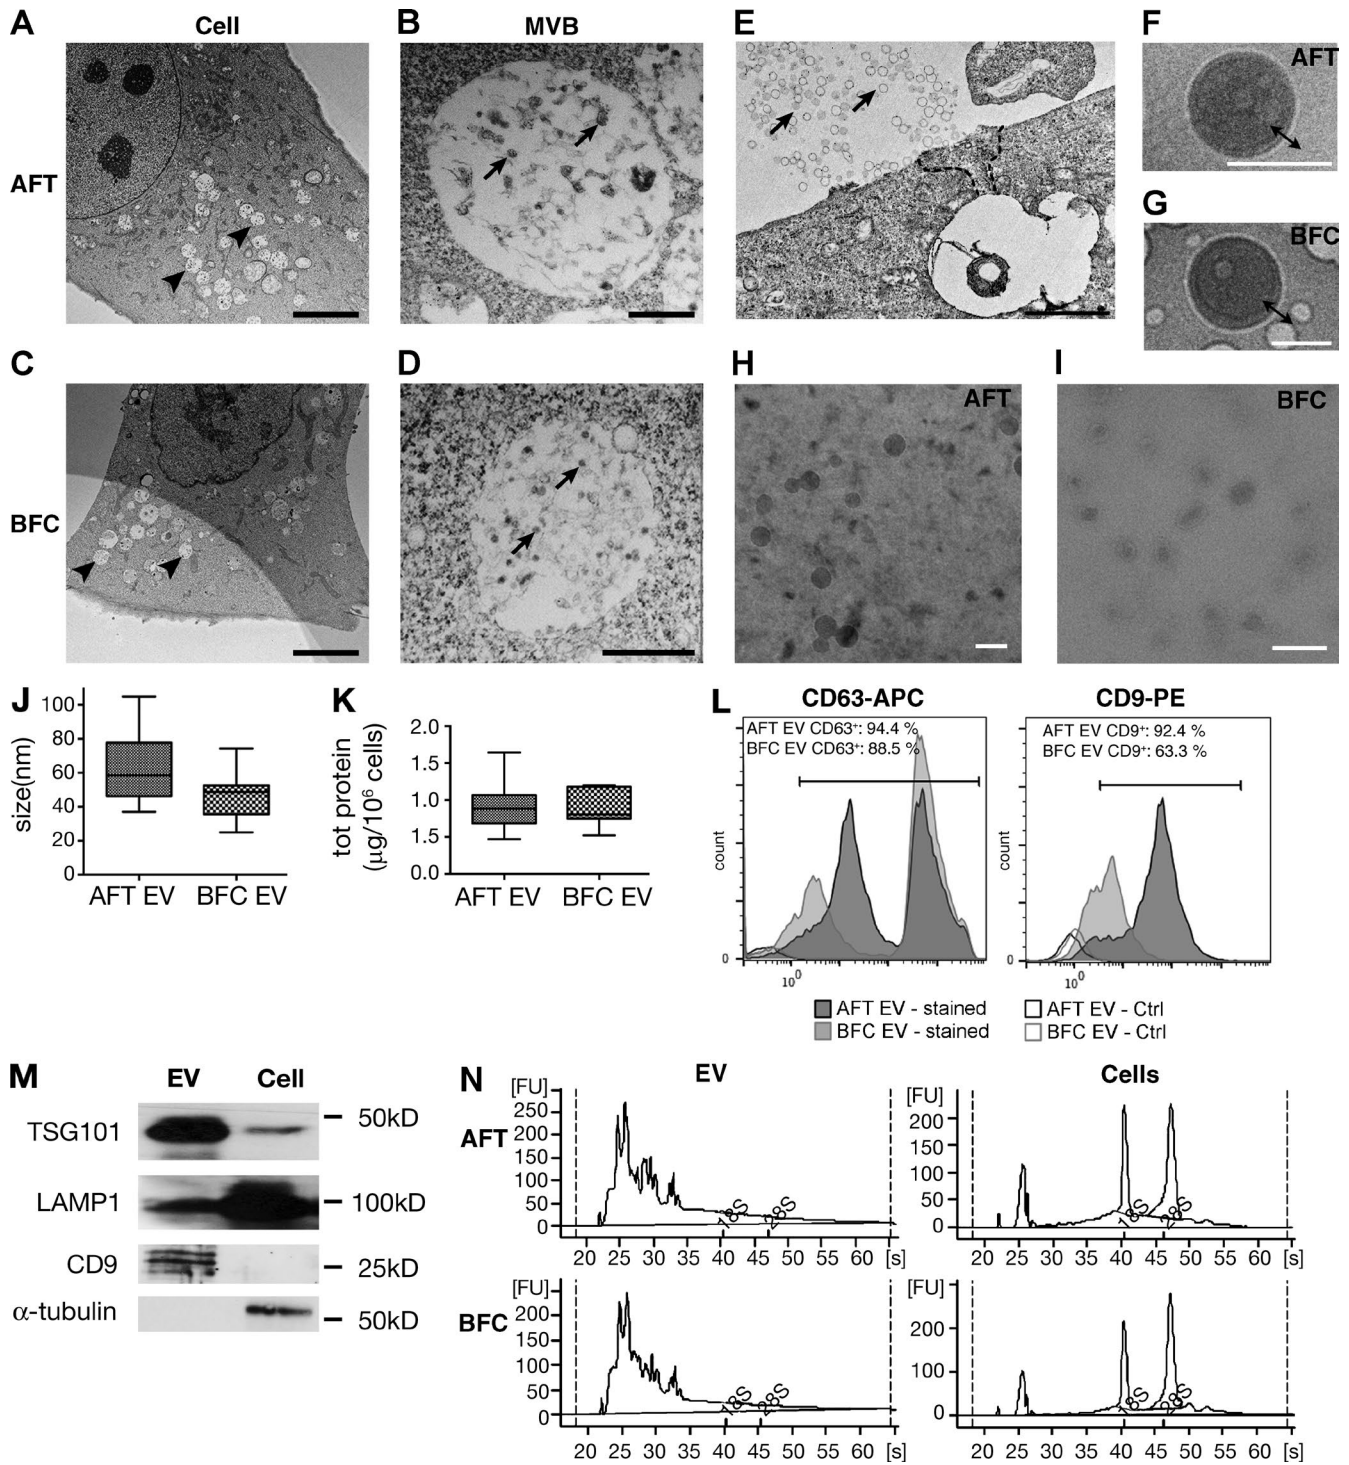 A
Cell
B
MVB
E
F
AFT
AFT
G
BFC
C
D
H
AFT
I
BFC
BFC
J
size(nm)
100
80
60
40
20
0
AFT EV
BFC EV
K
tot protein
(µg/10⁶ cells)
2.0
1.5
1.0
1.5
0.0
AFT EV
BFC EV
L
CD63-APC
AFT EV CD63⁺: 94.4 %
BFC EV CD63⁺: 88.5 %
count
0
10⁰
CD9-PE
AFT EV CD9⁺: 92.4 %
BFC EV CD9⁺: 63.3 %
count
0
10⁰
AFT EV - stained
BFC EV - stained
AFT EV - Ctrl
BFC EV - Ctrl
M
EV
Cell
TSG101
50kD
LAMP1
100kD
CD9
25kD
α-tubulin
50kD
N
EV
Cells
AFT
[FU]
250
200
150
100
50
0
18S
28S
20 25 30 35 40 45 50 55 60 [s]
[FU]
200
150
100
50
0
18S
28S
20 25 30 35 40 45 50 55 60 [s]
BFC
[FU]
200
150
100
50
0
18S
28S
20 25 30 35 40 45 50 55 60 [s]
[FU]
200
100
0
18S
28S
20 25 30 35 40 45 50 55 60 [s]